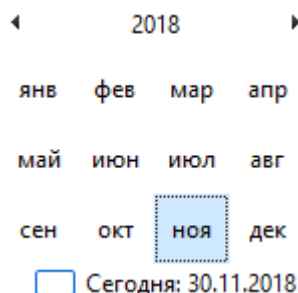 2018
янв фев мар апр
май июн июл авг
сен окт ноя дек
Сегодня: 30.11.2018